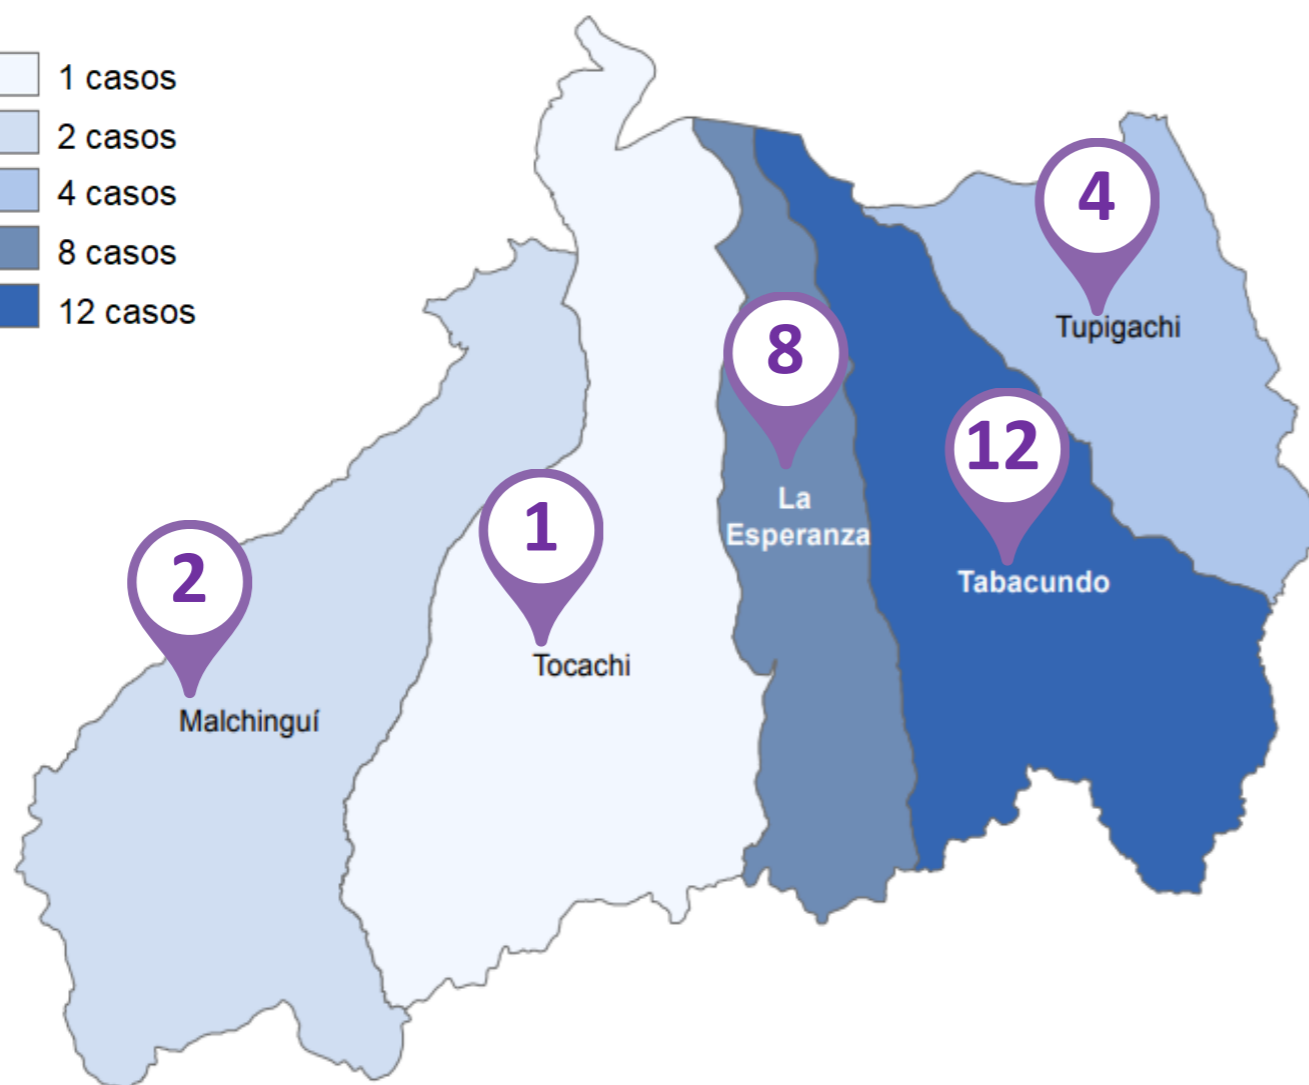 1 casos
2 casos
4 casos
8 casos
12 casos
4
Tupigachi
8
La
Esperanza
12
Tabacundo
1
Tocachi
2
Malchinguí